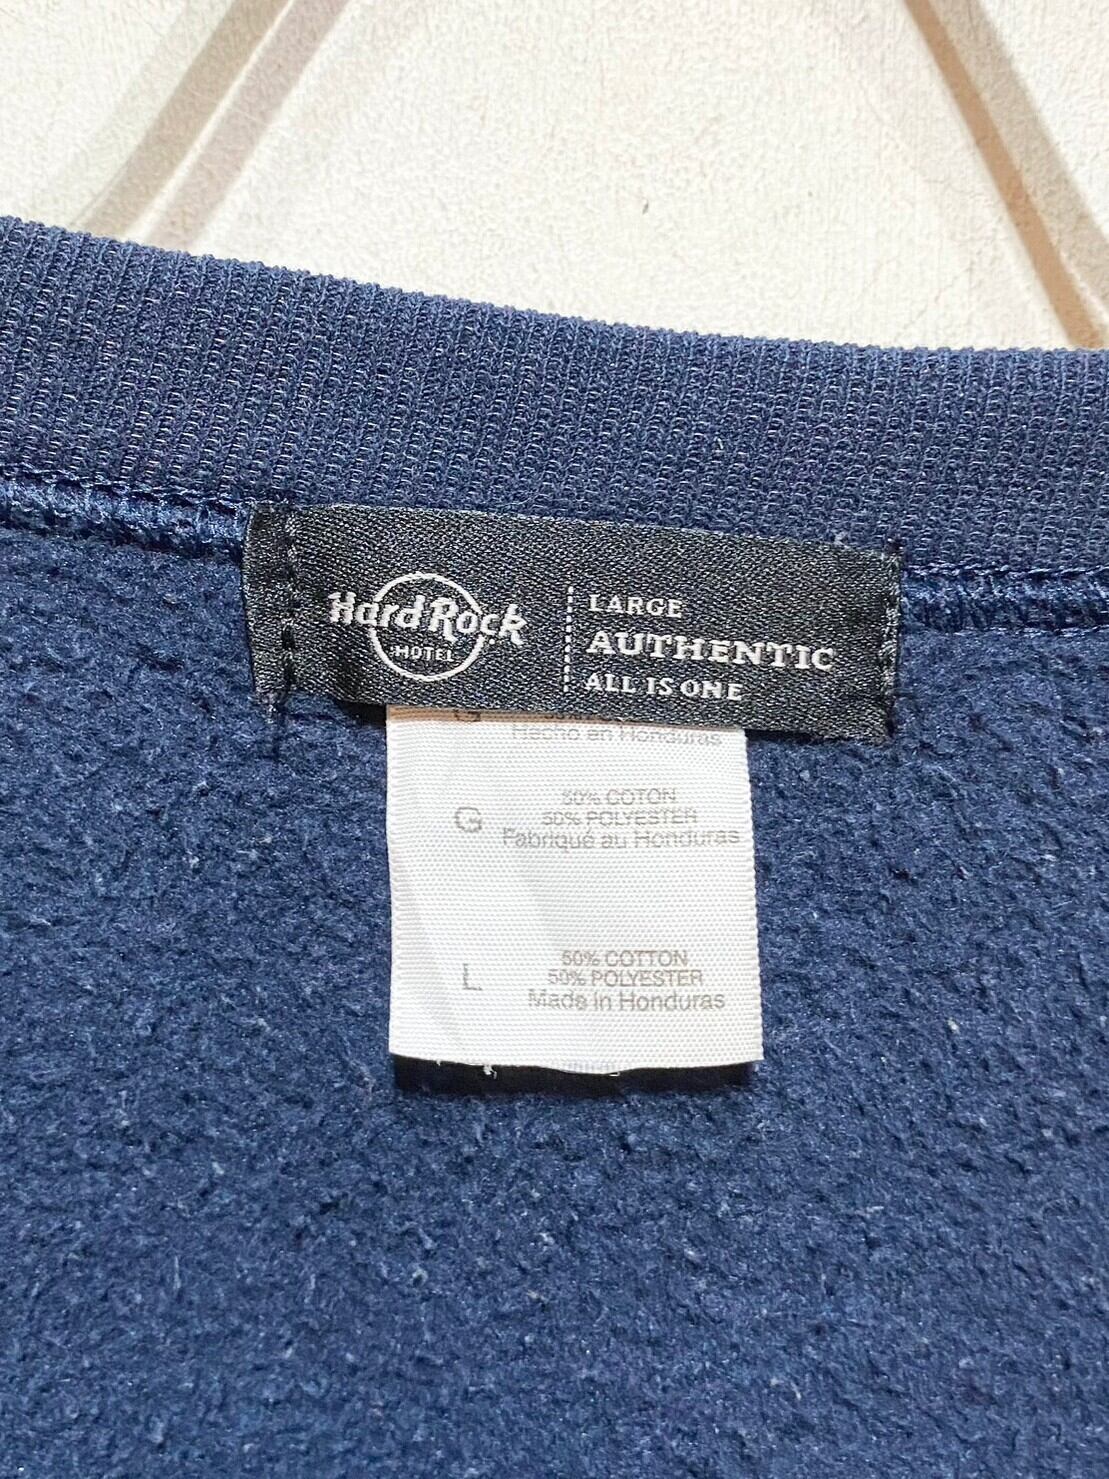 Hard Rock
HOTEL
LARGE
AUTHENTIC
ALL IS ONE
G
Hecho en Honduras
50% COTON
G
50% POLYESTER
Fabriqué au Honduras
50% COTTON
L
50% POLYESTER
Made in Honduras